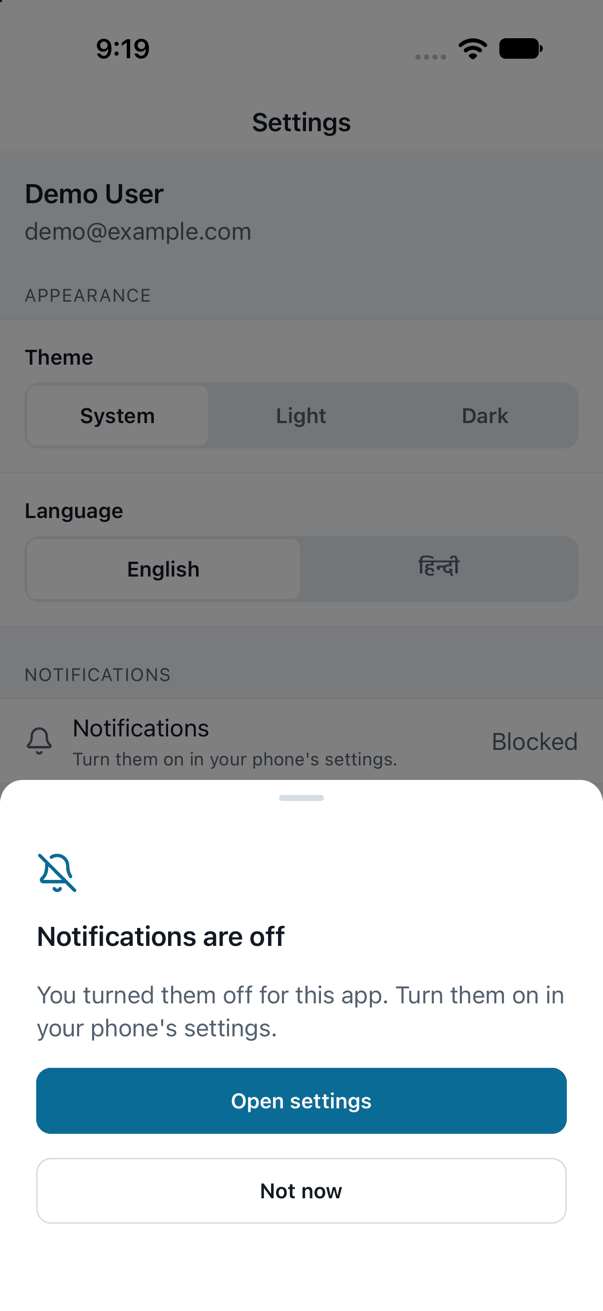 9:19
Settings
Demo User
demo@example.com
APPEARANCE
Theme
System Light Dark
Language
English हिन्दी
NOTIFICATIONS
Notifications
Turn them on in your phone's settings.
Blocked
Notifications are off
You turned them off for this app. Turn them on in
your phone's settings.
Open settings
Not now